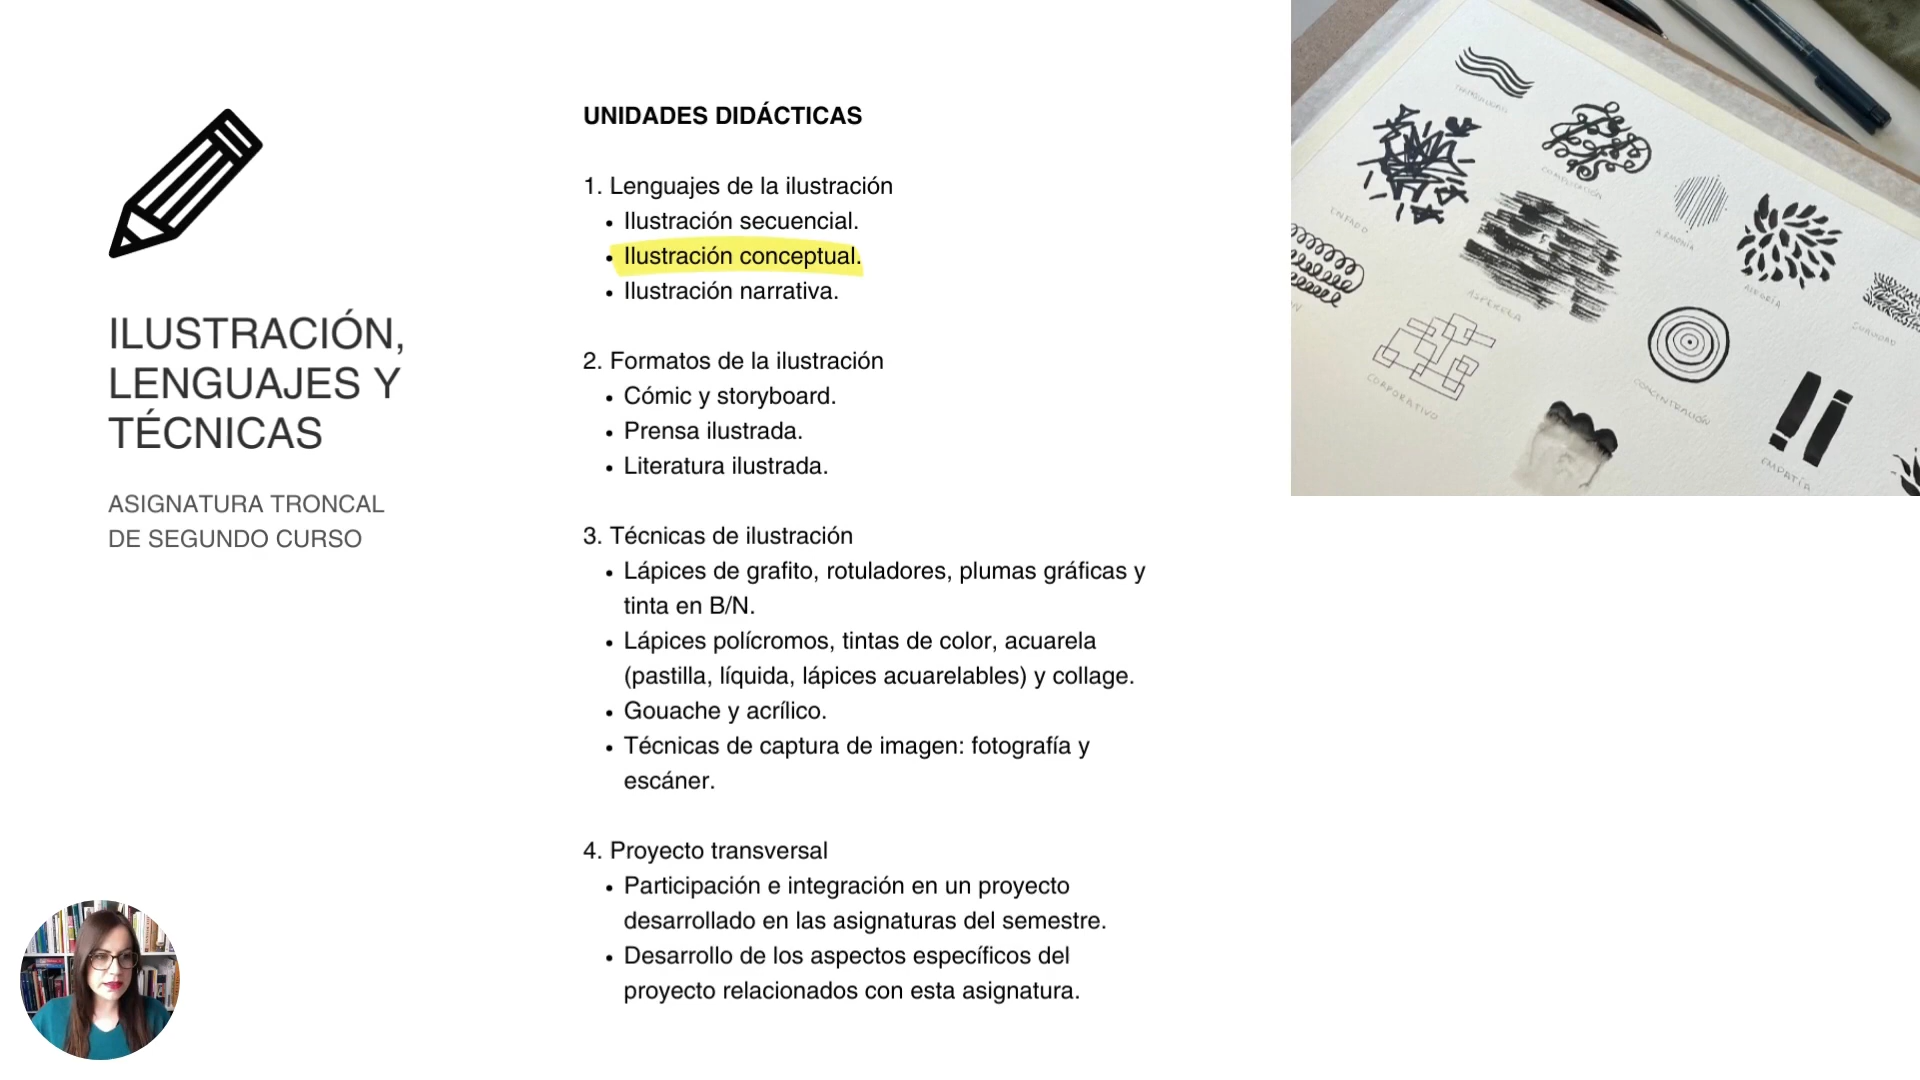 ILUSTRACIÓN,
LENGUAJES Y
TÉCNICAS
ASIGNATURA TRONCAL
DE SEGUNDO CURSO
UNIDADES DIDÁCTICAS
1. Lenguajes de la ilustración
• Ilustración secuencial.
• Ilustración conceptual.
• Ilustración narrativa.
2. Formatos de la ilustración
• Cómic y storyboard.
• Prensa ilustrada.
• Literatura ilustrada.
3. Técnicas de ilustración
• Lápices de grafito, rotuladores, plumas gráficas y
tinta en B/N.
• Lápices polícromos, tintas de color, acuarela
(pastilla, líquida, lápices acuarelables) y collage.
• Gouache y acrílico.
• Técnicas de captura de imagen: fotografía y
escáner.
4. Proyecto transversal
• Participación e integración en un proyecto
desarrollado en las asignaturas del semestre.
• Desarrollo de los aspectos específicos del
proyecto relacionados con esta asignatura.
COMPLICACIÓN
ENFADO
ARMONÍA
ALEGRÍA
ASPEREZA
CORPORATIVO
CONCENTRACIÓN
EMPATÍA